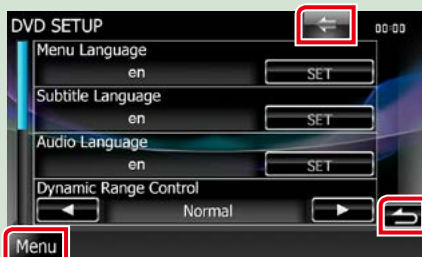 DVD SETUP
00:00
Menu Language
en
SET
Subtitle Language
en
SET
Audio Language
en
SET
Dynamic Range Control
Normal
Menu